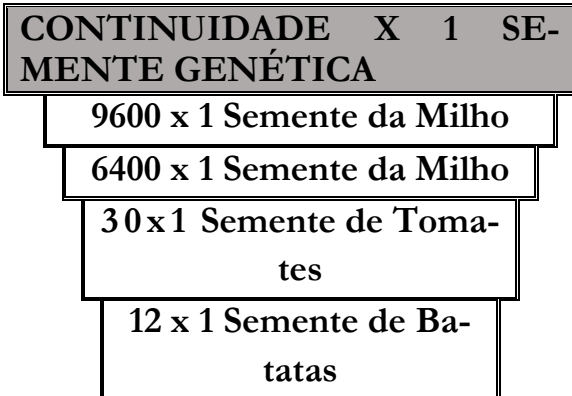 CONTINUIDADE X 1 SE-
MENTE GENÉTICA
9600 x 1 Semente da Milho
6400 x 1 Semente da Milho
30x1 Semente de Toma-
tes
12 x 1 Semente de Ba-
tatas